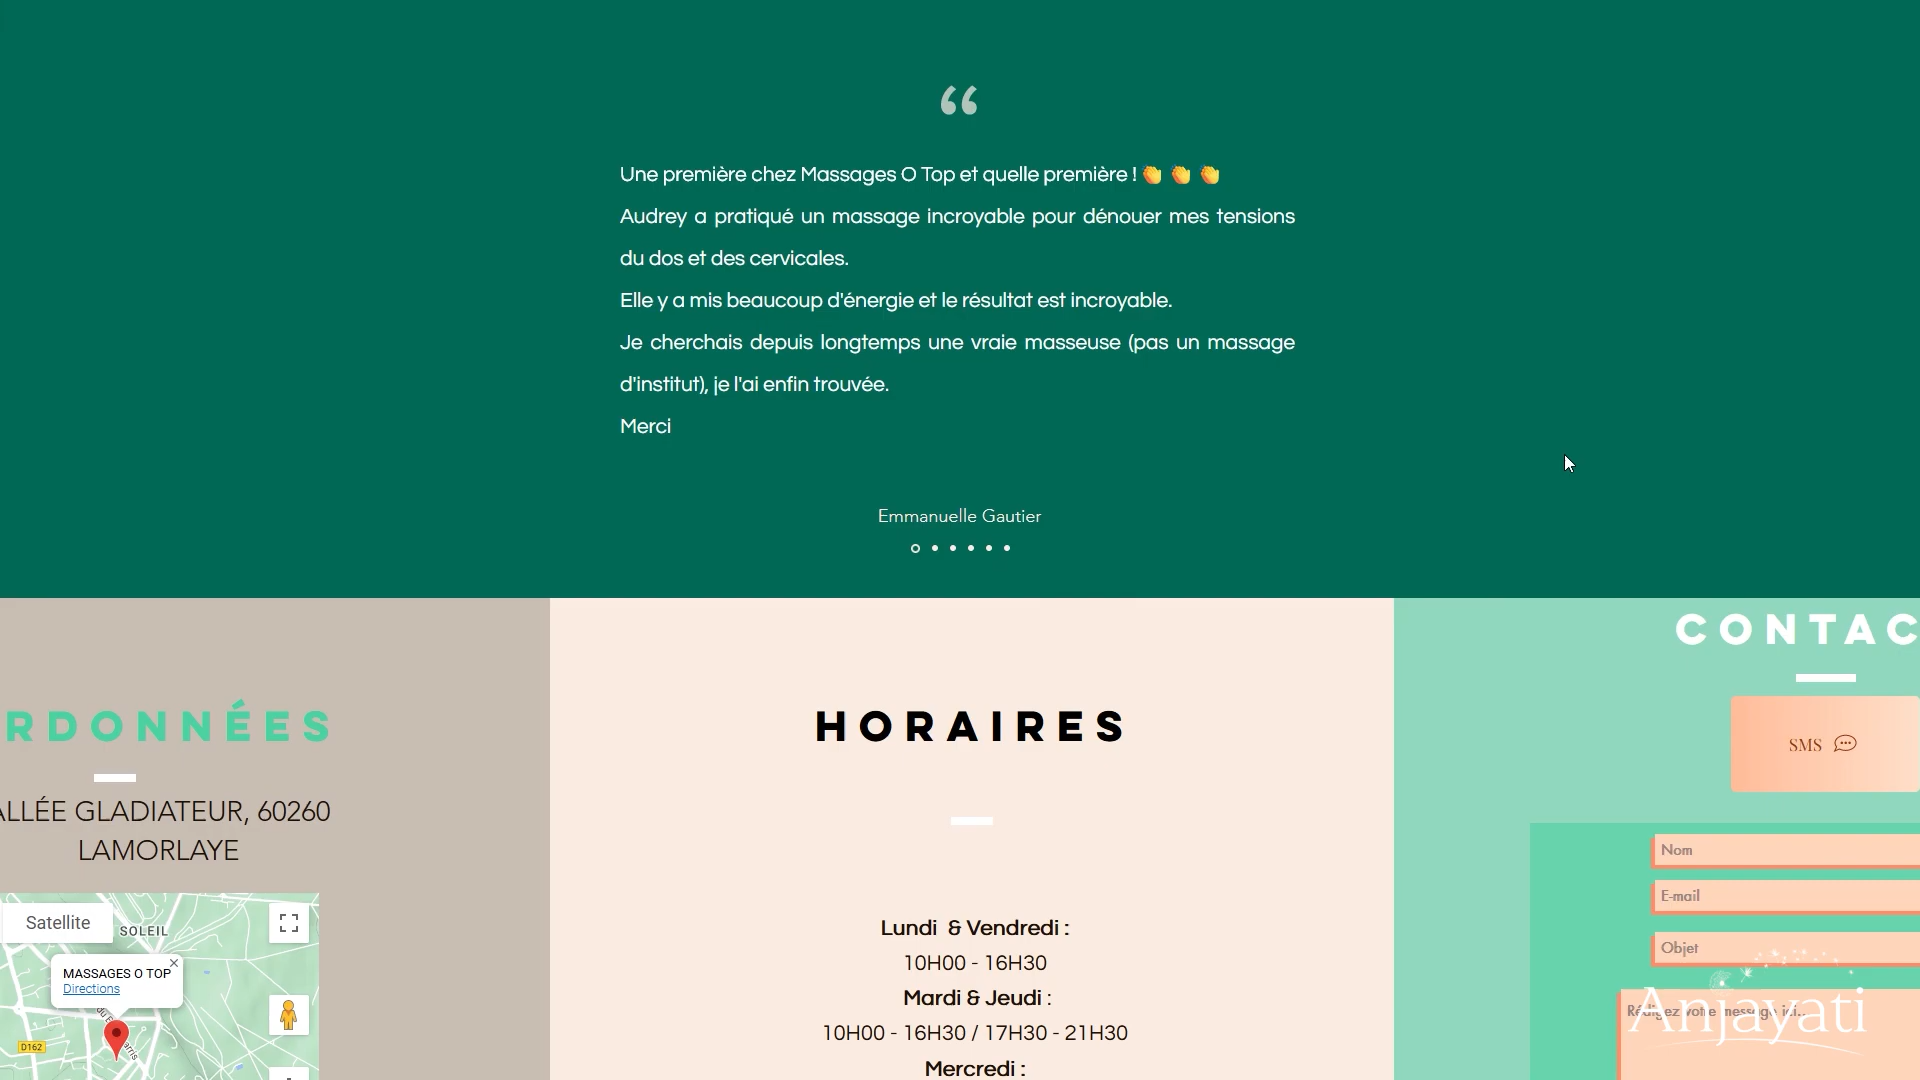 “
Une première chez Massages O Top et quelle première ! 👏 👏 👏
Audrey a pratiqué un massage incroyable pour dénouer mes tensions
du dos et des cervicales.
Elle y a mis beaucoup d'énergie et le résultat est incroyable.
Je cherchais depuis longtemps une vraie masseuse (pas un massage
d'institut), je l'ai enfin trouvée.
Merci
Emmanuelle Gautier
RDONNÉES
ALLÉE GLADIATEUR, 60260
LAMORLAYE
Satellite
SOLEIL
MASSAGES O TOP
Directions
D162
HORAIRES
Lundi & Vendredi :
10H00 - 16H30
Mardi & Jeudi :
10H00 - 16H30 / 17H30 - 21H30
Mercredi :
CONTAC
SMS
Nom
E-mail
Objet
Rédigez votre message ici...
Anjayati